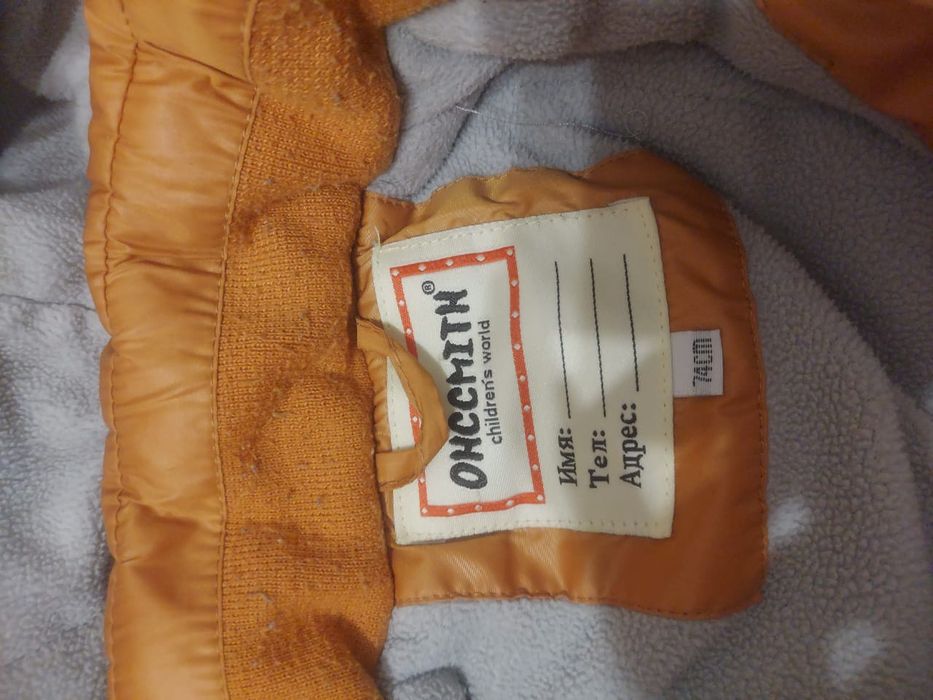 OHCCMITH®
children's world
Имя:
Тел:
Адрес:
74cm